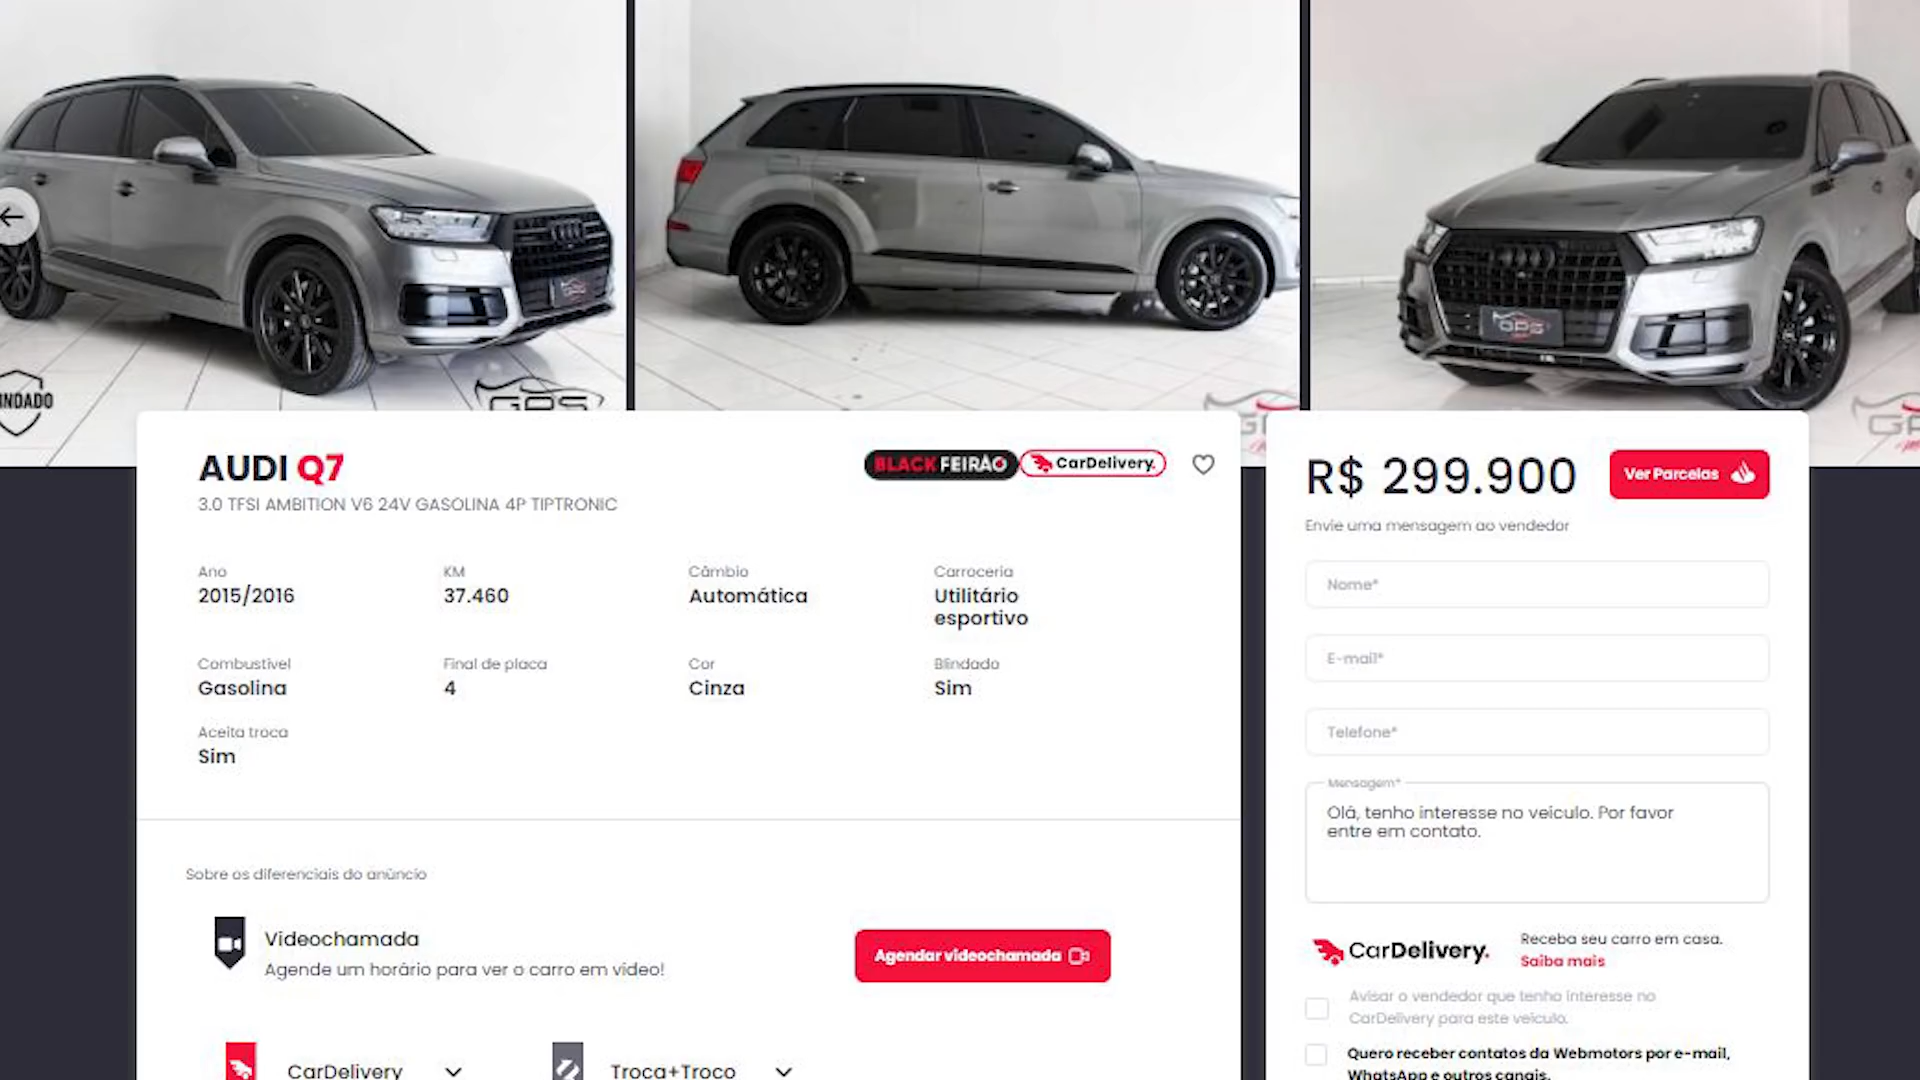 GPS
GPS
AUDI Q7
BLACK FEIRÃO
CarDelivery.
3.0 TFSI AMBITION V6 24V GASOLINA 4P TIPTRONIC
Ano
KM
Câmbio
Carroceria
2015/2016
37.460
Automática
Utilitário
esportivo
Combustível
Final de placa
Cor
Blindado
Gasolina
4
Cinza
Sim
Aceita troca
Sim
Sobre os diferenciais do anúncio
Videochamada
Agende um horário para ver o carro em vídeo!
Agendar videochamada
CarDelivery
Troca+Troco
R$ 299.900
Ver Parcelas
Envie uma mensagem ao vendedor
Nome*
E-mail*
Telefone*
Mensagem*
Olá, tenho interesse no veículo. Por favor
entre em contato.
CarDelivery.
Receba seu carro em casa.
Saiba mais
Avisar o vendedor que tenho interesse no
CarDelivery para este veículo.
Quero receber contatos da Webmotors por e-mail,
WhatsApp e outros canais.